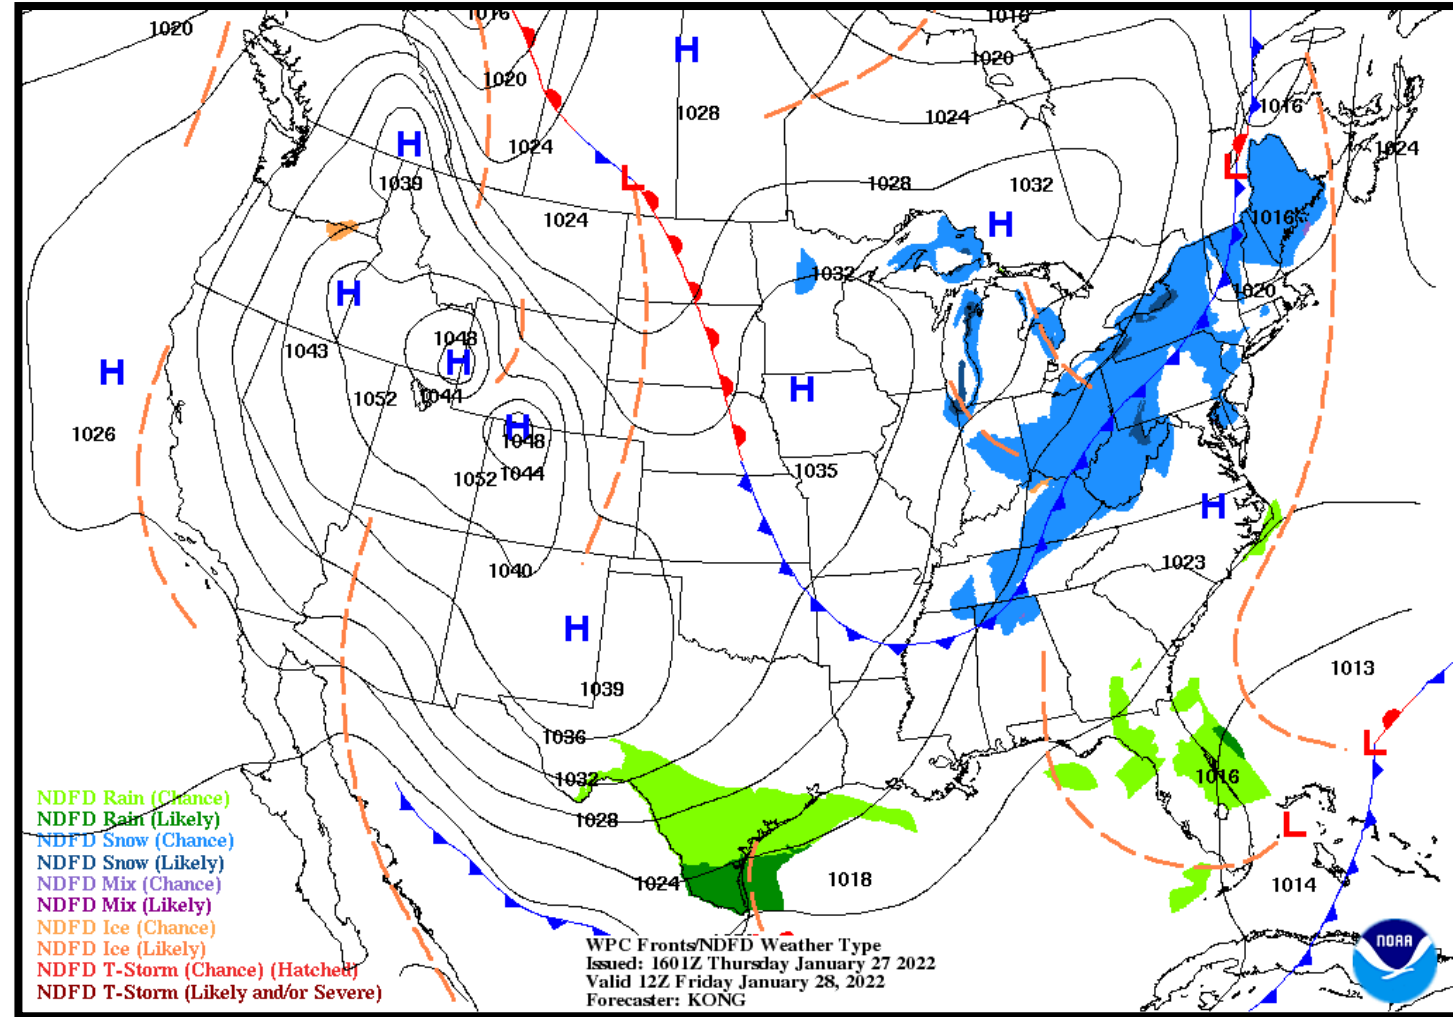 1020
1016
1016
H
1020
1020
1028
1024
1016
H
1024
1024
L
1039
L
1028
1032
1024
H
1016
1032
H
1020
1048
1043
H
H
1044
H
1052
1026
H
1048
1052
1044
1035
H
1040
1023
H
1039
1013
1036
L
1032
1016
1028
L
1024
1018
1014
NDFD Rain (Chance)
NDFD Rain (Likely)
NDFD Snow (Chance)
NDFD Snow (Likely)
NDFD Mix (Chance)
NDFD Mix (Likely)
NDFD Ice (Chance)
NDFD Ice (Likely)
NDFD T-Storm (Chance) (Hatched)
NDFD T-Storm (Likely and/or Severe)
WPC Fronts/NDFD Weather Type
Issued: 1601Z Thursday January 27 2022
Valid 12Z Friday January 28, 2022
Forecaster: KONG
NOAA